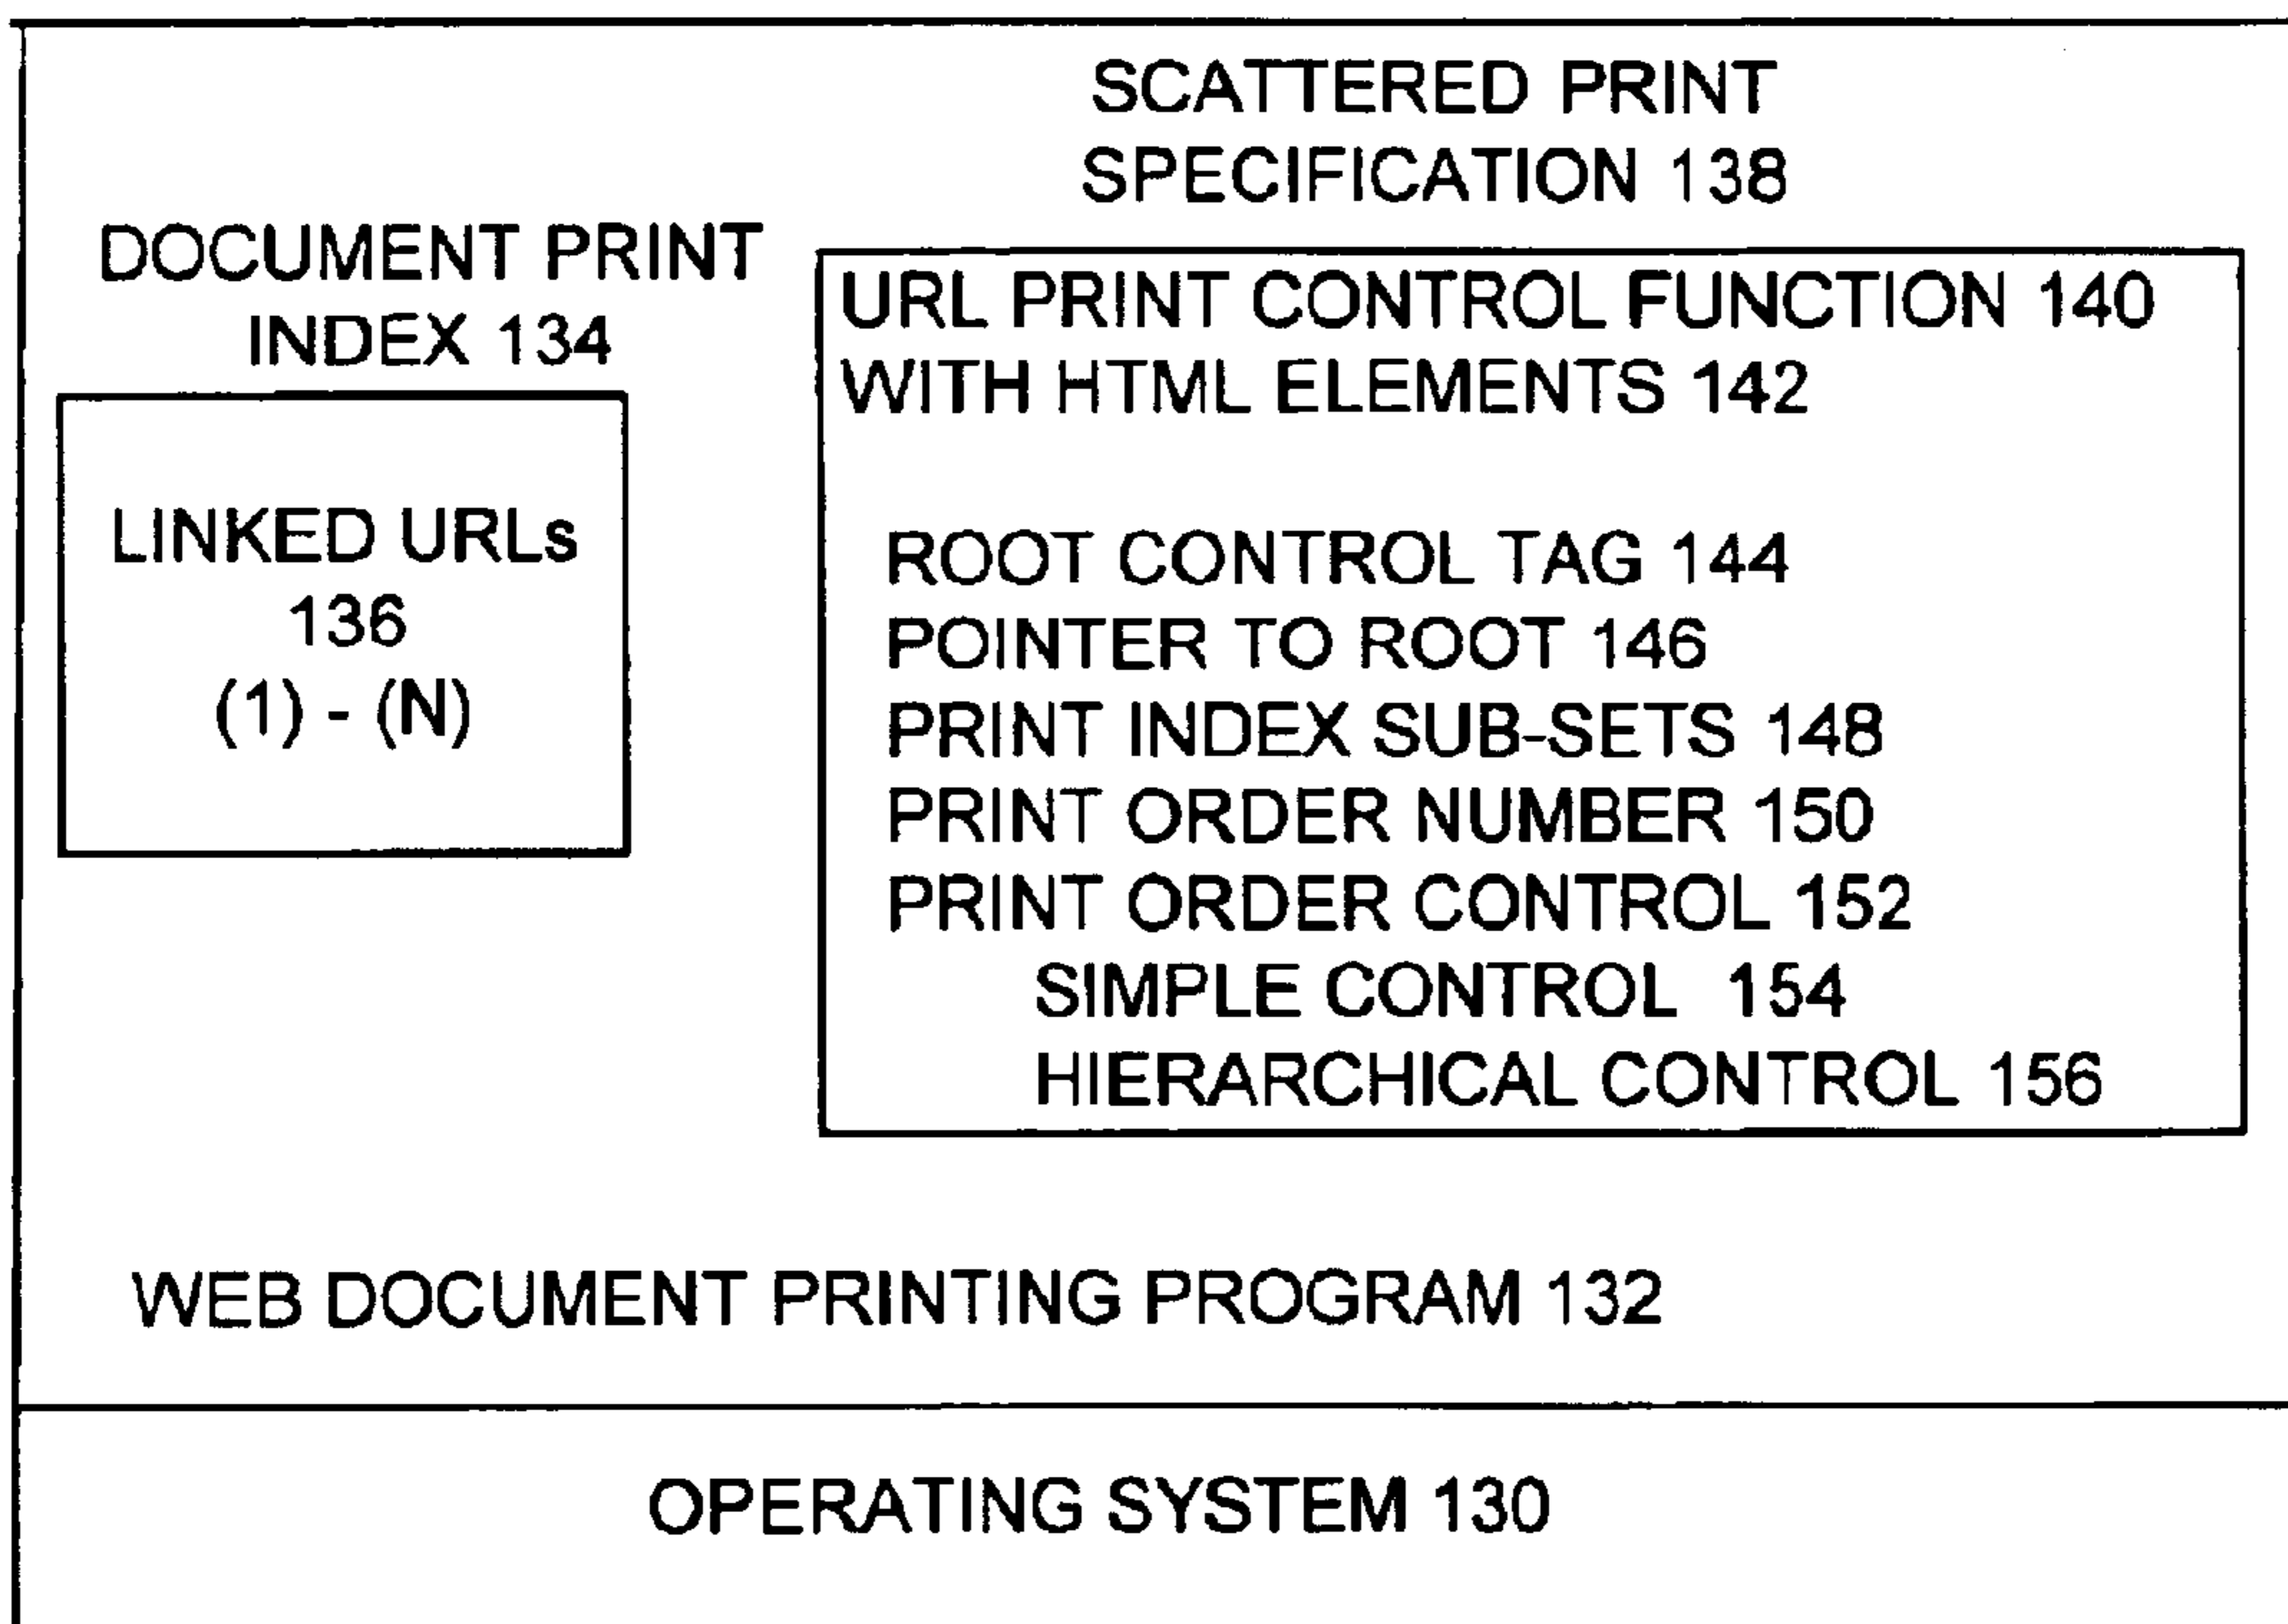 SCATTERED PRINT
SPECIFICATION 138
DOCUMENT PRINT
INDEX 134
LINKED URLs
136
(1) - (N)
URL PRINT CONTROL FUNCTION 140
WITH HTML ELEMENTS 142
ROOT CONTROL TAG 144
POINTER TO ROOT 146
PRINT INDEX SUB-SETS 148
PRINT ORDER NUMBER 150
PRINT ORDER CONTROL 152
SIMPLE CONTROL 154
HIERARCHICAL CONTROL 156
WEB DOCUMENT PRINTING PROGRAM 132
OPERATING SYSTEM 130